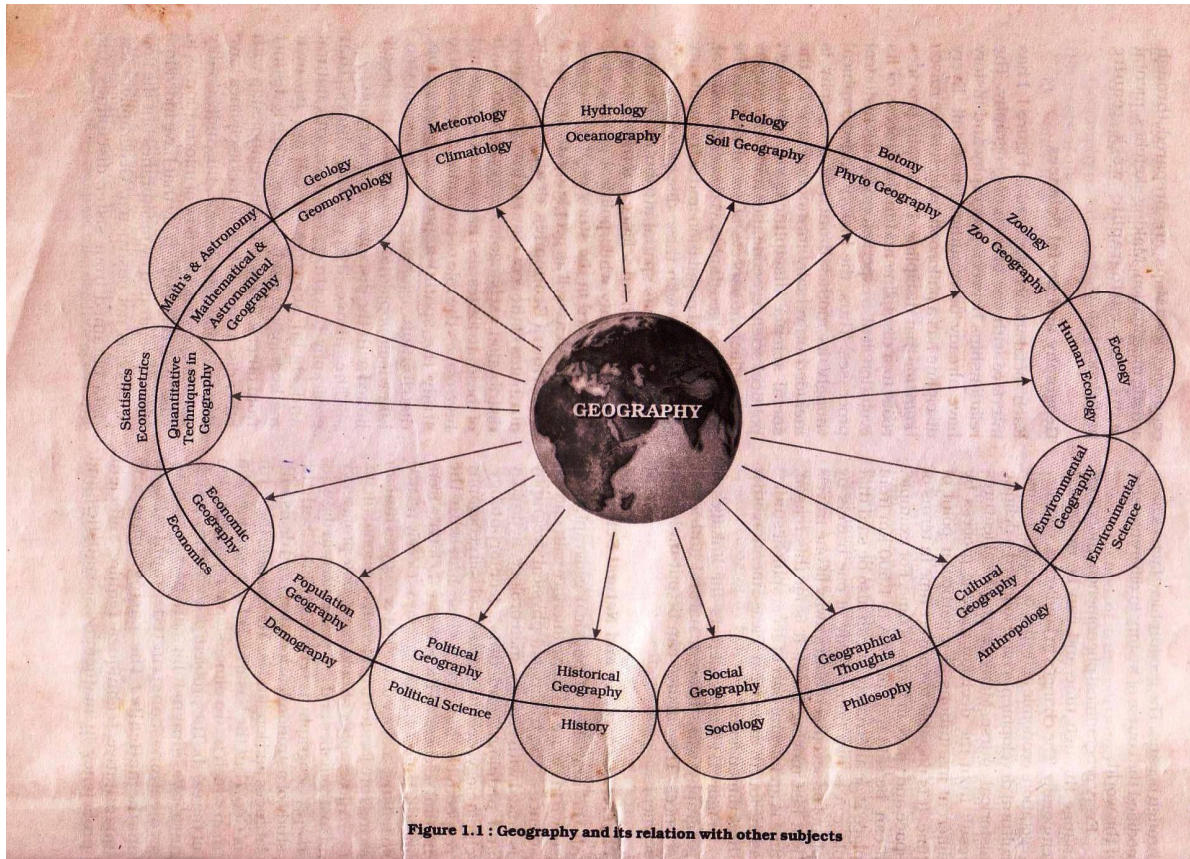 Hydrology
Oceanography
Pedology
Soil Geography
Botony
Phyto Geography
Zoology
Zoo Geography
Ecology
Human Ecology
Environmental
Geography
Environmental
Science
Cultural
Geography
Anthropology
Geographical
Thoughts
Philosophy
Social
Geography
Sociology
Historical
Geography
History
Political
Geography
Political Science
Population
Geography
Demography
Economic
Geography
Economics
Statistics
Econometrics
Quantitative
Techniques in
Geography
Math's & Astronomy
Mathematical &
Astronomical
Geography
Geology
Geomorphology
Meteorology
Climatology
GEOGRAPHY
Figure 1.1 : Geography and its relation with other subjects